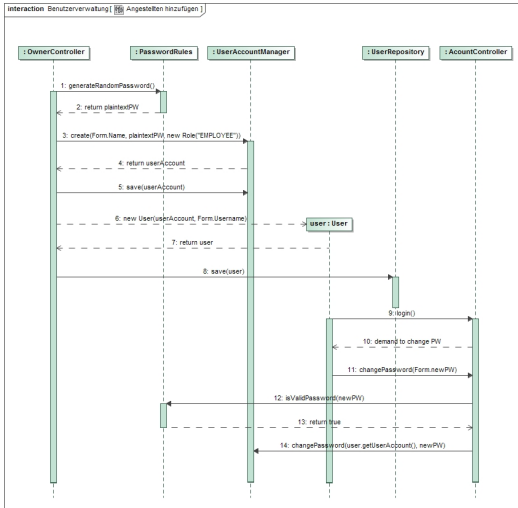 interaction Benutzerverwaltung [ Angestellten hinzufügen ]
: OwnerController
: PasswordRules
: UserAccountManager
: UserRepository
: AcountController
1: generateRandomPassword()
2: return plaintextPW
3: create(Form.Name, plaintextPW, new Role("EMPLOYEE"))
4: return userAccount
5: save(userAccount)
6: new User(userAccount, Form.Username)
user : User
7: return user
8: save(user)
9: login()
10: demand to change PW
11: changePassword(Form.newPW)
12: isValidPassword(newPW)
13: return true
14: changePassword(user.getUserAccount(), newPW)